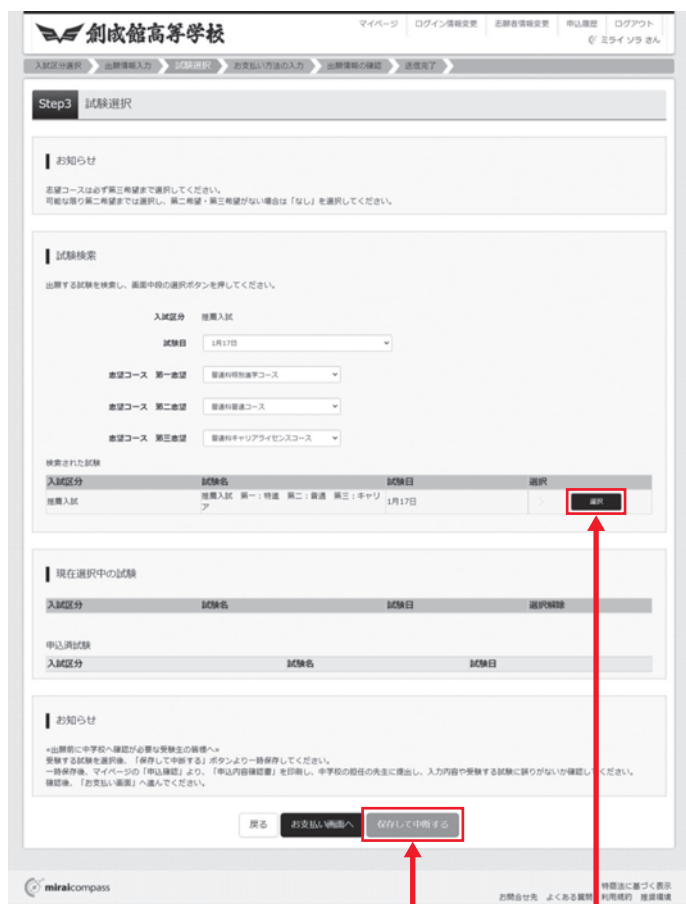 創成館高等学校
マイページ ログイン情報変更 志願者情報変更 申込履歴 ログアウト
ミライ ソラ さん
入試区分選択 出願情報入力 試験選択 お支払い方法の入力 出願情報の確認 送信完了
Step3 試験選択
お知らせ
志望コースは必ず第三希望まで選択してください。
可能な限り第二希望までは選択し、第二希望・第三希望がない場合は「なし」を選択してください。
試験検索
出願する試験を検索し、画面中段の選択ボタンを押してください。
入試区分 推薦入試
試験日 1月17日
志望コース 第一志望 普通科特別進学コース
志望コース 第二志望 普通科普通コース
志望コース 第三志望 普通科キャリアライセンスコース
検索された試験
入試区分 試験名 試験日 選択
推薦入試 推薦入試 第一:特進 第二:普通 第三:キャリ
ア 1月17日 選択
現在選択中の試験
入試区分 試験名 試験日 選択解除
申込済試験
入試区分 試験名 試験日
お知らせ
<出願前に中学校へ確認が必要な受験生の皆様へ>
受験する試験を選択後、「保存して中断する」ボタンより一時保存してください。
一時保存後、マイページの「申込確認」より、「申込内容確認書」を印刷し、中学校の担任の先生に提出し、入力内容や受験する試験に誤りがないか確認してください。
確認後、「お支払い画面」へ進んでください。
戻る お支払い画面へ 保存して中断する
miraicompass
特商法に基づく表示
お問合せ先 よくある質問 利用規約 推奨環境